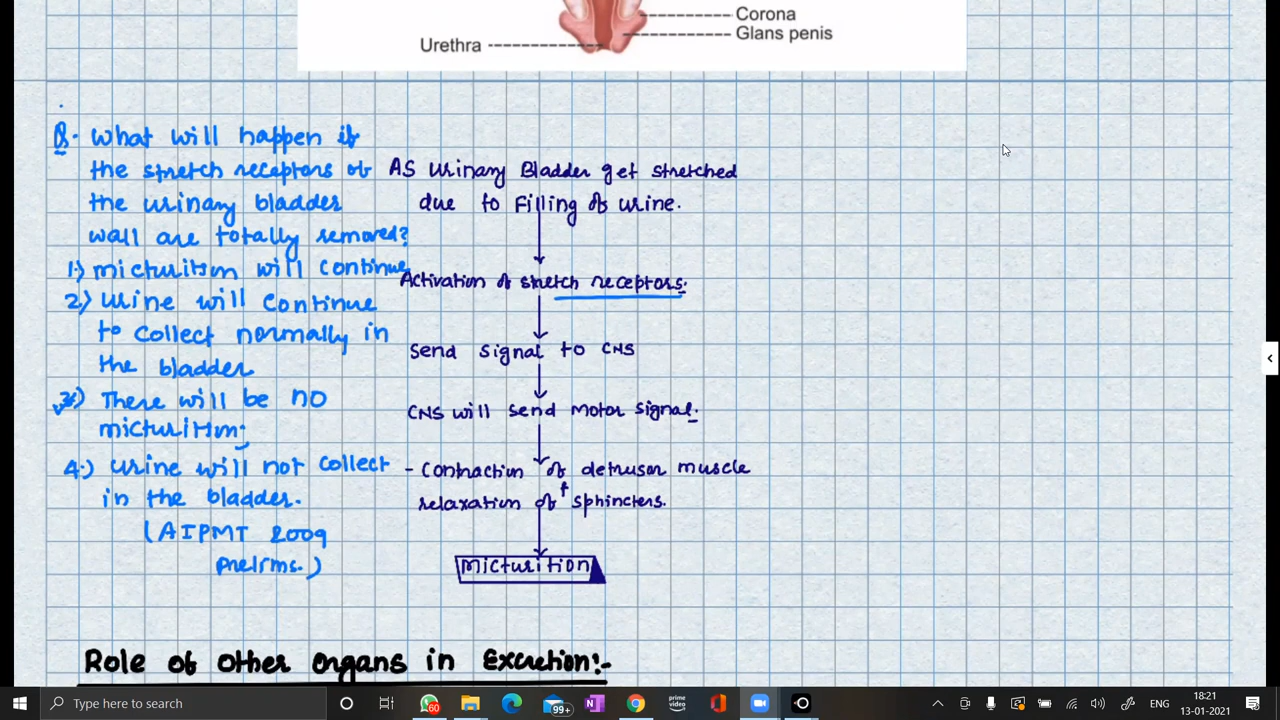 Corona
Glans penis
Urethra
Q. What will happen if
the stretch receptors of
the urinary bladder
wall are totally removed?
1.) micturition will continue
2.) Urine will continue
to collect normally in
the bladder
3.) There will be no
micturition.
4.) Urine will not collect
in the bladder.
(AIPMT 2009
Prelims.)
AS Urinary Bladder get stretched
due to Filling of urine.
Activation of stretch receptors.
Send signal to CNS
CNS will send Motor signal.
- Contraction of detrusor muscle
relaxation of sphincters.
Micturition
Role of other organs in Excretion:-
Type here to search
60
99+
prime
video
ENG
18:21
13-01-2021